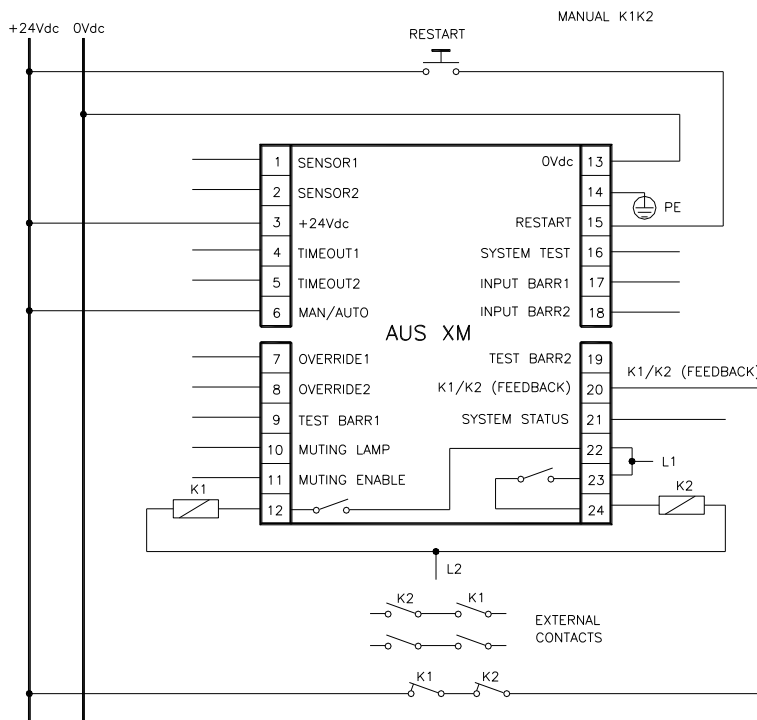 MANUAL K1K2
+24Vdc 0Vdc
RESTART
1 SENSOR1
0Vdc 13
2 SENSOR2
14
PE
3 +24Vdc
RESTART 15
4 TIMEOUT1
SYSTEM TEST 16
5 TIMEOUT2
INPUT BARR1 17
6 MAN/AUTO
INPUT BARR2 18
AUS XM
7 OVERRIDE1
TEST BARR2 19
K1/K2 (FEEDBACK)
8 OVERRIDE2
K1/K2 (FEEDBACK) 20
9 TEST BARR1
SYSTEM STATUS 21
10 MUTING LAMP
22
L1
11 MUTING ENABLE
23
K1
K2
12
24
L2
K2 K1
EXTERNAL
CONTACTS
K1 K2